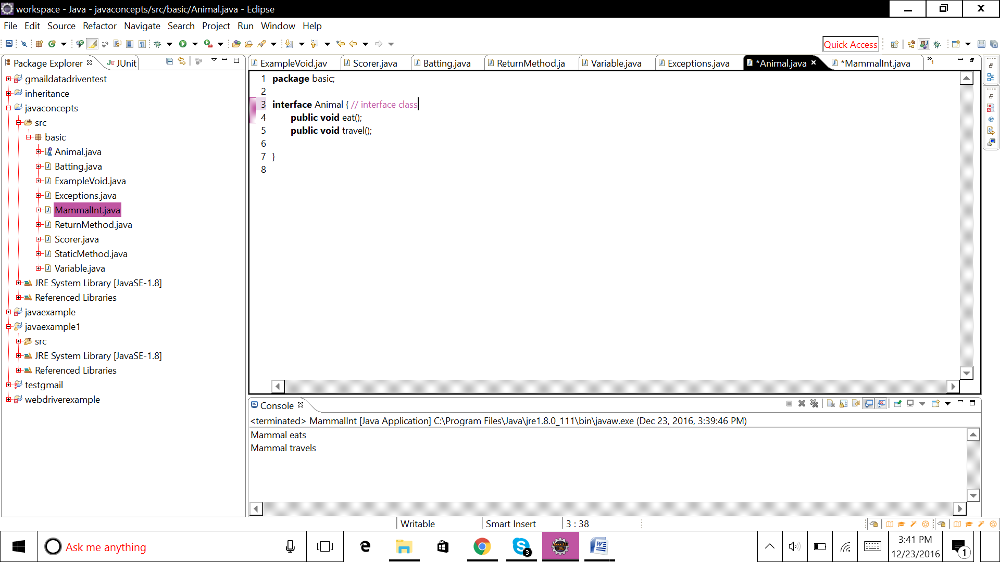 workspace - Java - javaconcepts/src/basic/Animal.java - Eclipse
File Edit Source Refactor Navigate Search Project Run Window Help
Quick Access
Package Explorer
JUnit
gmaildatadriventest
inheritance
javaconcepts
src
basic
Animal.java
Batting.java
ExampleVoid.java
Exceptions.java
MammalInt.java
ReturnMethod.java
Scorer.java
StaticMethod.java
Variable.java
JRE System Library [JavaSE-1.8]
Referenced Libraries
javaexample
javaexample1
src
JRE System Library [JavaSE-1.8]
Referenced Libraries
testgmail
webdriverexample
ExampleVoid.jav Scorer.java Batting.java ReturnMethod.ja Variable.java Exceptions.java *Animal.java *MammalInt.java »1
1 package basic;
2
3 interface Animal { // interface class
4 public void eat();
5 public void travel();
6
7 }
8
Console
<terminated> MammalInt [Java Application] C:\Program Files\Java\jre1.8.0_111\bin\javaw.exe (Dec 23, 2016, 3:39:46 PM)
Mammal eats
Mammal travels
Writable Smart Insert 3 : 38
Ask me anything
3
Java EE
IDE
3:41 PM
12/23/2016
1